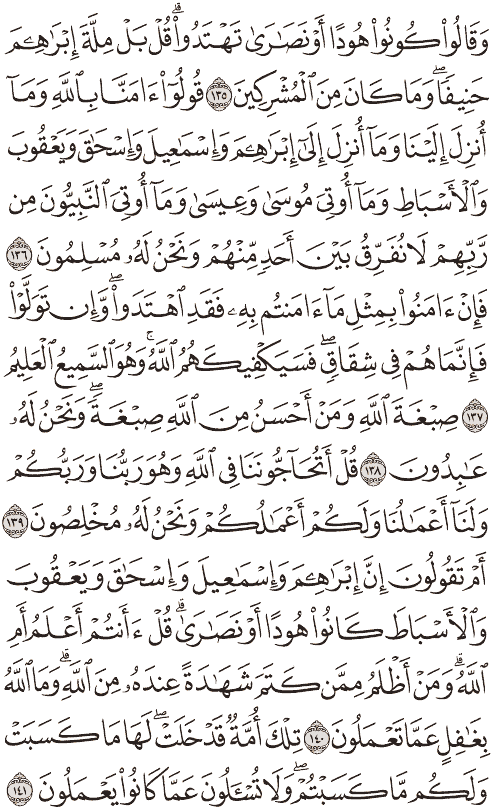 وَقَالُوا۟ كُونُوا۟ هُودًا أَوْ نَصَٰرَىٰ تَهْتَدُوا۟ ۗ قُلْ بَلْ مِلَّةَ إِبْرَٰهِـۧمَ
حَنِيفًا ۖ وَمَا كَانَ مِنَ ٱلْمُشْرِكِينَ ١٣٥ قُولُوٓا۟ ءَامَنَّا بِٱللَّهِ وَمَآ
أُنزِلَ إِلَيْنَا وَمَآ أُنزِلَ إِلَىٰٓ إِبْرَٰهِـۧمَ وَإِسْمَٰعِيلَ وَإِسْحَٰقَ وَيَعْقُوبَ
وَٱلْأَسْبَاطِ وَمَآ أُوتِىَ مُوسَىٰ وَعِيسَىٰ وَمَآ أُوتِىَ ٱلنَّبِيُّونَ مِن
رَّبِّهِمْ لَا نُفَرِّقُ بَيْنَ أَحَدٍ مِّنْهُمْ وَنَحْنُ لَهُۥ مُسْلِمُونَ ١٣٦
فَإِنْ ءَامَنُوا۟ بِمِثْلِ مَآ ءَامَنتُم بِهِۦ فَقَدِ ٱهْتَدَوا۟ ۖ وَّإِن تَوَلَّوْا۟
فَإِنَّمَا هُمْ فِى شِقَاقٍ ۖ فَسَيَكْفِيكَهُمُ ٱللَّهُ ۚ وَهُوَ ٱلسَّمِيعُ ٱلْعَلِيمُ
١٣٧ صِبْغَةَ ٱللَّهِ ۖ وَمَنْ أَحْسَنُ مِنَ ٱللَّهِ صِبْغَةً ۖ وَنَحْنُ لَهُۥ
عَٰبِدُونَ ١٣٨ قُلْ أَتُحَآجُّونَنَا فِى ٱللَّهِ وَهُوَ رَبُّنَا وَرَبُّكُمْ
وَلَنَآ أَعْمَٰلُنَا وَلَكُمْ أَعْمَٰلُكُمْ وَنَحْنُ لَهُۥ مُخْلِصُونَ ١٣٩
أَمْ تَقُولُونَ إِنَّ إِبْرَٰهِـۧمَ وَإِسْمَٰعِيلَ وَإِسْحَٰقَ وَيَعْقُوبَ
وَٱلْأَسْبَاطَ كَانُوا۟ هُودًا أَوْ نَصَٰرَىٰ ۗ قُلْ ءَأَنتُمْ أَعْلَمُ أَمِ
ٱللَّهُ ۗ وَمَنْ أَظْلَمُ مِمَّن كَتَمَ شَهَٰدَةً عِندَهُۥ مِنَ ٱللَّهِ ۗ وَمَا ٱللَّهُ
بِغَٰفِلٍ عَمَّا تَعْمَلُونَ ١٤٠ تِلْكَ أُمَّةٌ قَدْ خَلَتْ ۖ لَهَا مَا كَسَبَتْ
وَلَكُم مَّا كَسَبْتُمْ ۖ وَلَا تُسْـَٔلُونَ عَمَّا كَانُوا۟ يَعْمَلُونَ ١٤١